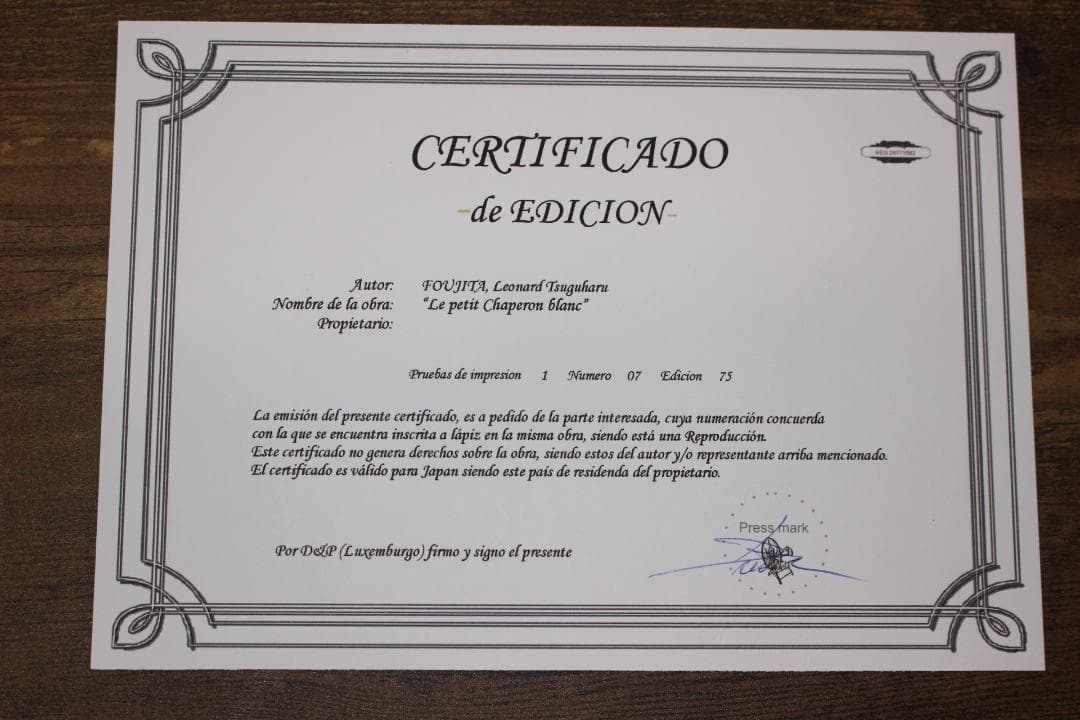 CERTIFICADO
-de EDICION-
Autor: FOUJITA, Leonard Tsuguharu
Nombre de la obra: "Le petit Chaperon blanc"
Propietario:
Pruebas de impresion 1 Numero 07 Edicion 75
La emisión del presente certificado, es a pedido de la parte interesada, cuya numeración concuerda
con la que se encuentra inscrita a lápiz en la misma obra, siendo está una Reproducción.
Este certificado no genera derechos sobre la obra, siendo estos del autor y/o representante arriba mencionado.
El certificado es válido para Japan siendo este país de residenda del propietario.
Press mark
Por D&P (Luxemburgo) firmo y signo el presente